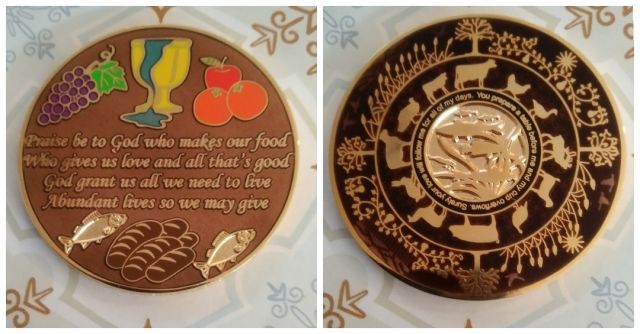 Praise be to God who makes our food
Who gives us love and all that's good
God grant us all we need to live
Abundant lives so we may give
You prepare a table before me and my cup overflows. Surely your love will follow me for all of my days.